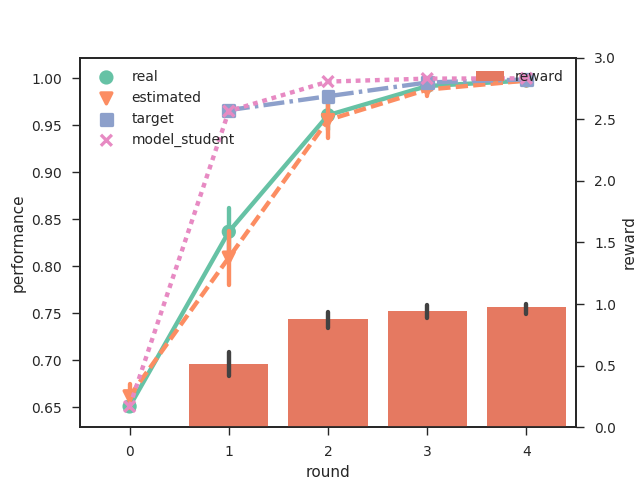 real
estimated
target
model_student
reward
1.00
0.95
0.90
0.85
0.80
0.75
0.70
0.65
performance
3.0
2.5
2.0
1.5
1.0
0.5
0.0
reward
0 1 2 3 4
round